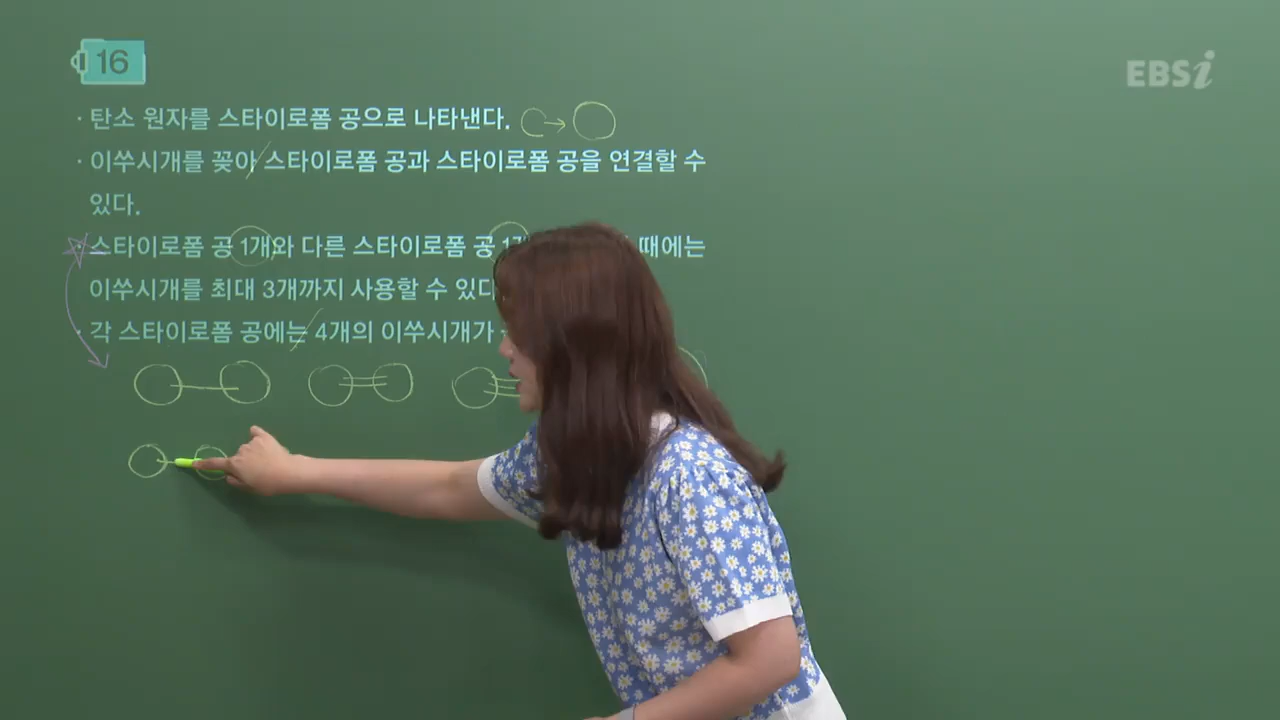 16
EBSi
· 탄소 원자를 스타이로폼 공으로 나타낸다.
· 이쑤시개를 꽂아 스타이로폼 공과 스타이로폼 공을 연결할 수
있다.
· 스타이로폼 공 1개와 다른 스타이로폼 공 때에는
이쑤시개를 최대 3개까지 사용할 수 있다
· 각 스타이로폼 공에는 4개의 이쑤시개가